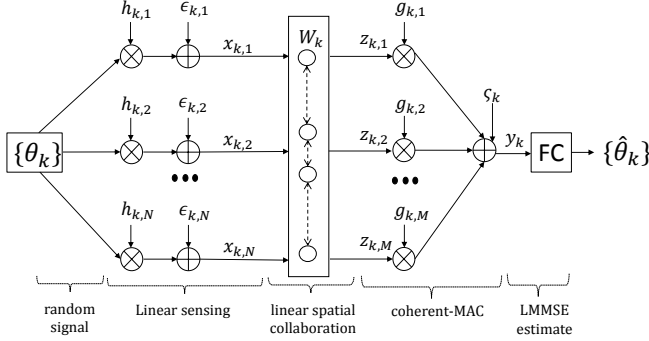 h_{k,1} ϵ_{k,1} g_{k,1}
x_{k,1} W_k z_{k,1}
h_{k,2} ϵ_{k,2} g_{k,2} ς_k
{θ_k} x_{k,2} z_{k,2} y_k FC {θ̂_k}
h_{k,N} ϵ_{k,N} g_{k,M}
x_{k,N} z_{k,M}
random signal
Linear sensing
linear spatial collaboration
coherent-MAC
LMMSE estimate